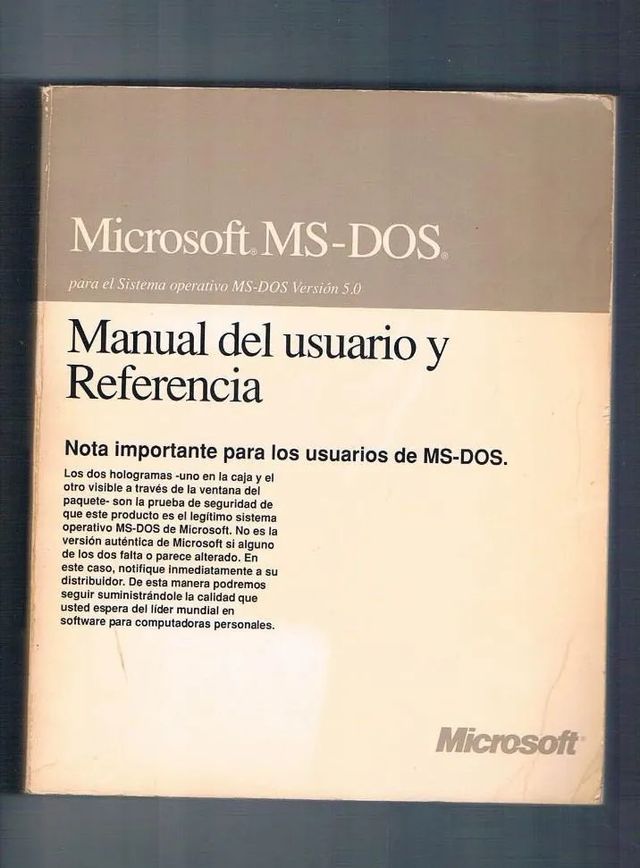 Microsoft® MS-DOS®
para el Sistema operativo MS-DOS Versión 5.0
Manual del usuario y
Referencia
Nota importante para los usuarios de MS-DOS.
Los dos hologramas -uno en la caja y el
otro visible a través de la ventana del
paquete- son la prueba de seguridad de
que este producto es el legítimo sistema
operativo MS-DOS de Microsoft. No es la
versión auténtica de Microsoft si alguno
de los dos falta o parece alterado. En
este caso, notifique inmediatamente a su
distribuidor. De esta manera podremos
seguir suministrándole la calidad que
usted espera del líder mundial en
software para computadoras personales.
Microsoft®